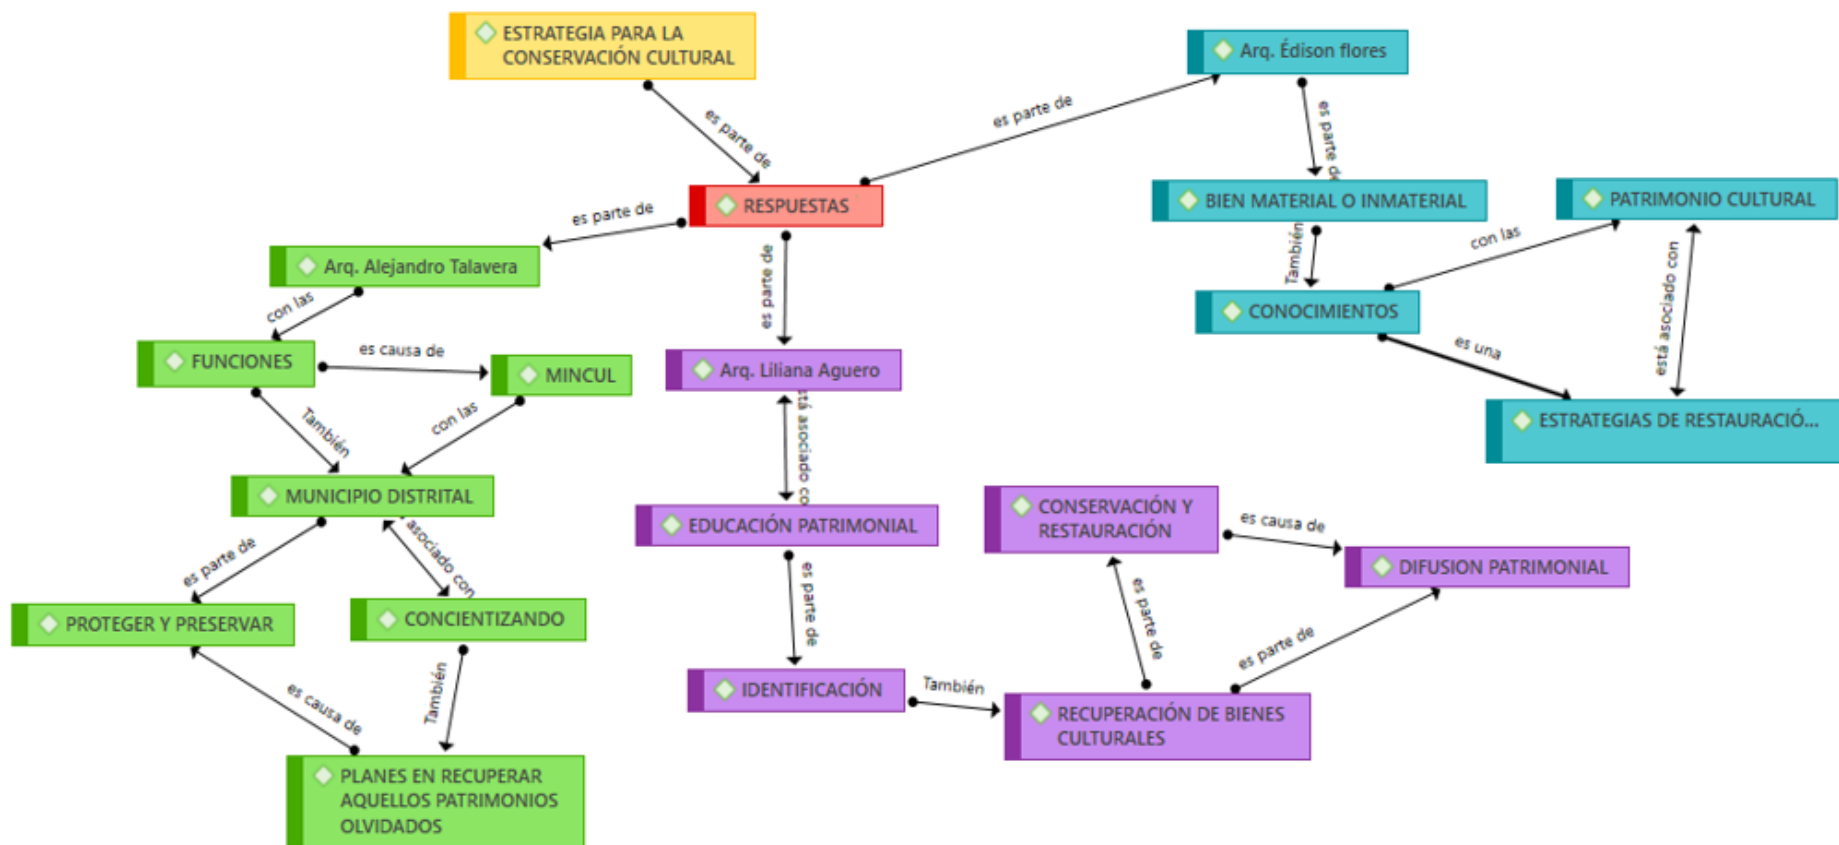 ESTRATEGIA PARA LA
CONSERVACIÓN CULTURAL
Arq. Édison flores
es parte de
es parte de
es parte de
BIEN MATERIAL O INMATERIAL
PATRIMONIO CULTURAL
RESPUESTAS
es parte de
También
con las
Arq. Alejandro Talavera
es parte de
con las
CONOCIMIENTOS
está asociado con
es una
FUNCIONES
es causa de
MINCUL
Arq. Liliana Aguero
También
con las
stá asociado co
ESTRATEGIAS DE RESTAURACIÓ...
MUNICIPIO DISTRITAL
EDUCACIÓN PATRIMONIAL
CONSERVACIÓN Y
RESTAURACIÓN
es causa de
DIFUSION PATRIMONIAL
es parte de
asociado con
es parte de
es parte de
es parte de
PROTEGER Y PRESERVAR
CONCIENTIZANDO
es causa de
También
IDENTIFICACIÓN
También
RECUPERACIÓN DE BIENES
CULTURALES
PLANES EN RECUPERAR
AQUELLOS PATRIMONIOS
OLVIDADOS